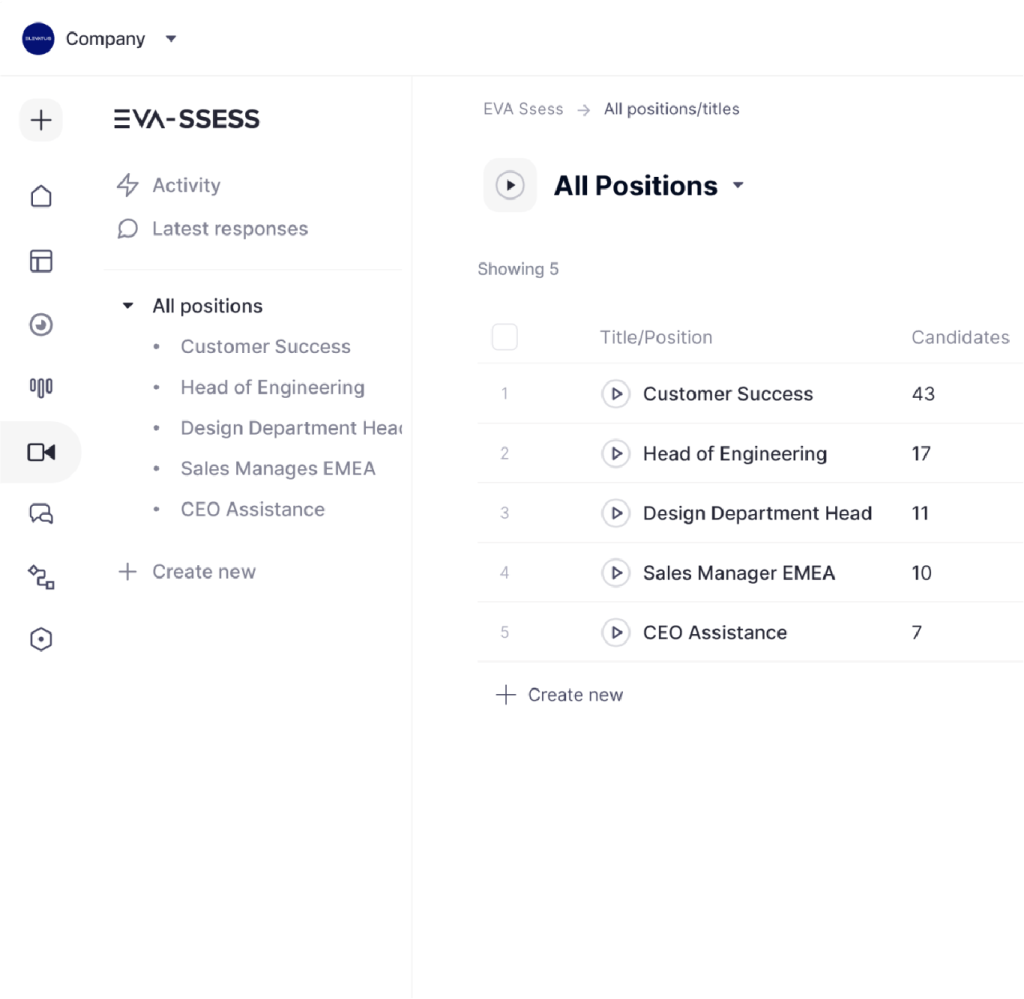 Company
EVA-SSESS
Activity
Latest responses
All positions
• Customer Success
• Head of Engineering
• Design Department Hea
• Sales Manages EMEA
• CEO Assistance
Create new
EVA Ssess → All positions/titles
All Positions
Showing 5
Title/Position Candidates
1 Customer Success 43
2 Head of Engineering 17
3 Design Department Head 11
4 Sales Manager EMEA 10
5 CEO Assistance 7
Create new